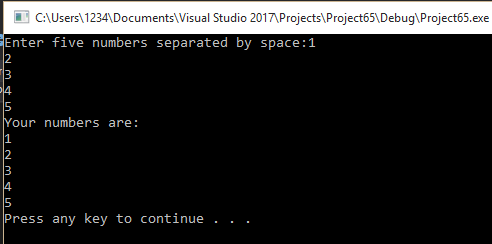 C:\Users\1234\Documents\Visual Studio 2017\Projects\Project65\Debug\Project65.exe
Enter five numbers separated by space:1
2
3
4
5
Your numbers are:
1
2
3
4
5
Press any key to continue . . .